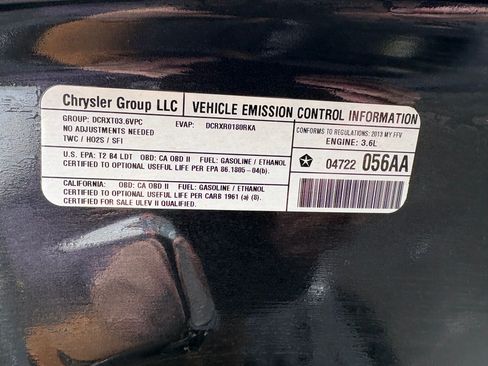 Chrysler Group LLC VEHICLE EMISSION CONTROL INFORMATION
GROUP: DCRXT03.6VPC EVAP: DCRXR0180RKA
NO ADJUSTMENTS NEEDED
TWC / HO2S / SFI
CONFORMS TO REGULATIONS: 2013 MY FFV
ENGINE: 3.6L
U.S. EPA: T2 B4 LDT OBD: CA OBD II FUEL: GASOLINE / ETHANOL
CERTIFIED TO OPTIONAL USEFUL LIFE PER EPA 86.1805-04(b).
04722 056AA
CALIFORNIA: OBD: CA OBD II FUEL: GASOLINE / ETHANOL
CERTIFIED TO OPTIONAL USEFUL LIFE PER CARB 1961 (a) (8).
CERTIFIED FOR SALE ULEV II QUALIFIED.